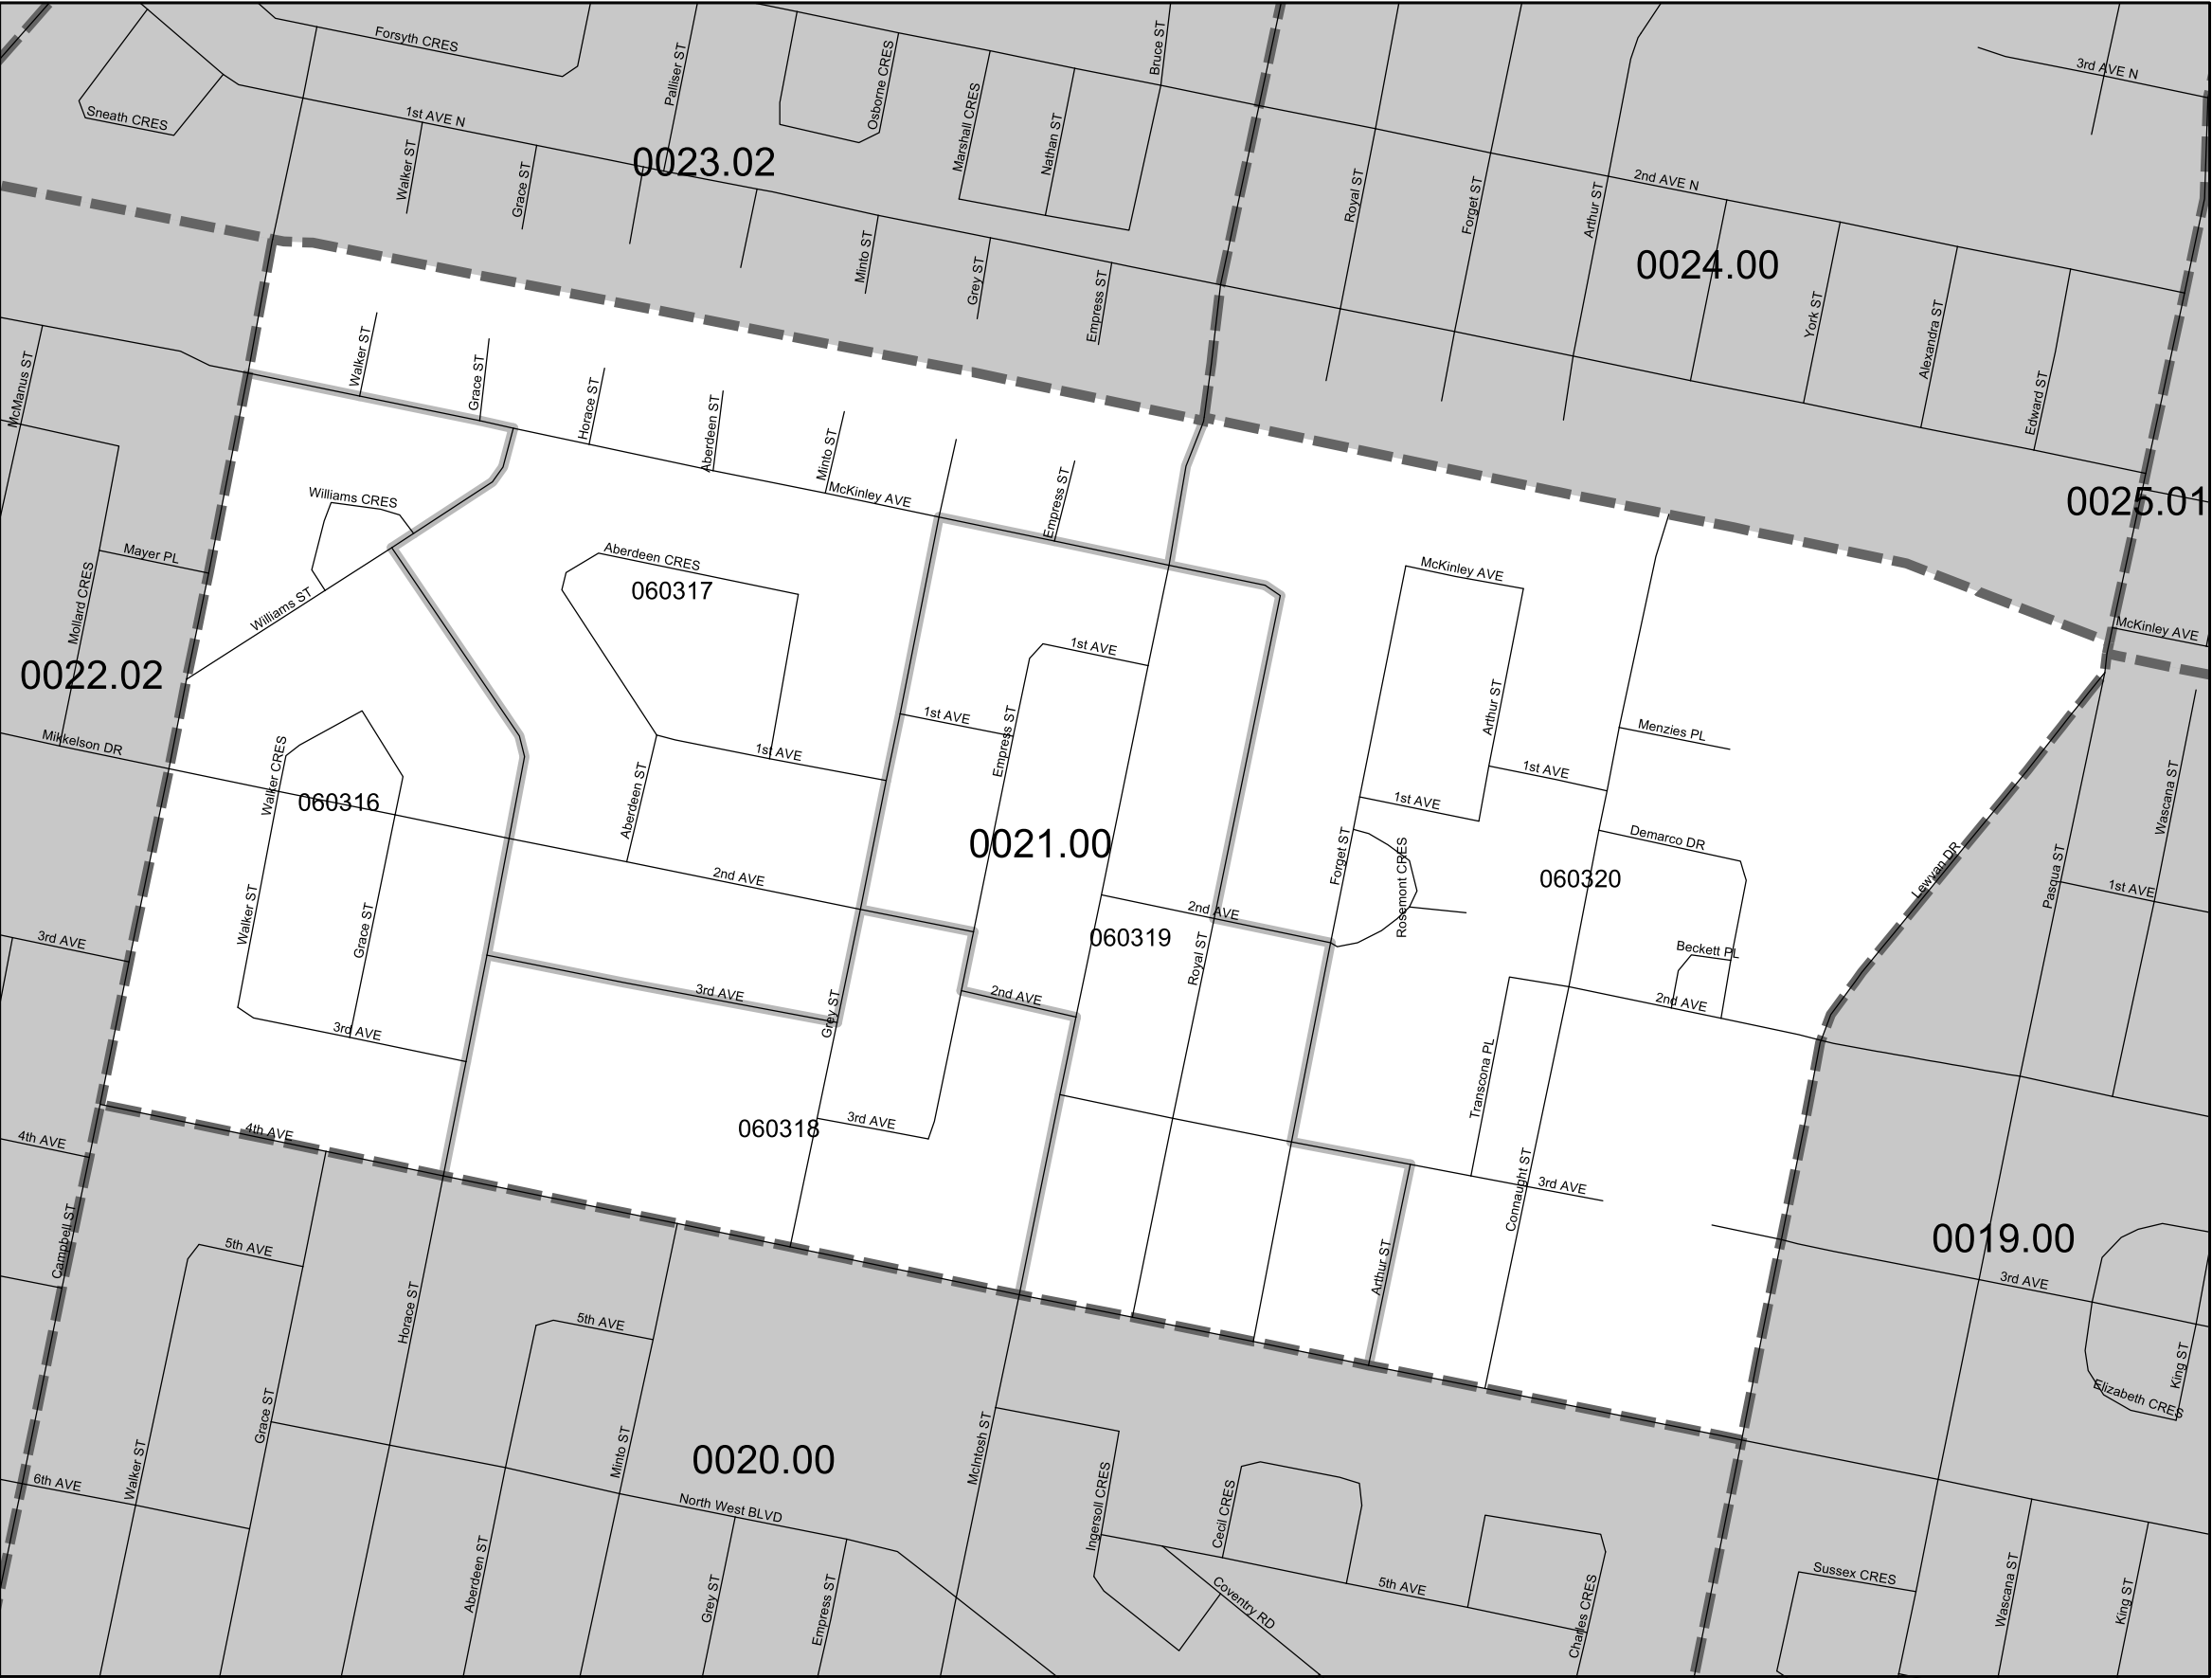 Forsyth CRES
Palliser ST
Osborne CRES
Bruce ST
3rd AVE N
Sneath CRES
1st AVE N
Marshall CRES
Nathan ST
Walker ST
Grace ST
0023.02
2nd AVE N
Royal ST
Forget ST
Arthur ST
Minto ST
Grey ST
Empress ST
0024.00
York ST
Alexandra ST
Edward ST
McManus ST
Walker ST
Grace ST
Horace ST
Aberdeen ST
Minto ST
McKinley AVE
Empress ST
0025.01
Williams CRES
Mayer PL
Aberdeen CRES
060317
McKinley AVE
McKinley AVE
Mollard CRES
Williams ST
1st AVE
0022.02
1st AVE
Empress ST
Arthur ST
Menzies PL
Mikkelson DR
Walker CRES
060316
1st AVE
Aberdeen ST
1st AVE
1st AVE
Wascana ST
0021.00
Demarco DR
Forget ST
Rosemont CRES
060320
Lewvan DR
Pasqua ST
1st AVE
2nd AVE
2nd AVE
060319
Walker ST
Grace ST
3rd AVE
Royal ST
Beckett PL
3rd AVE
2nd AVE
2nd AVE
Grey ST
3rd AVE
Transcona PL
060318
3rd AVE
4th AVE
4th AVE
Connaught ST
3rd AVE
Campbell ST
5th AVE
Arthur ST
0019.00
3rd AVE
Horace ST
5th AVE
King ST
Elizabeth CRES
Grace ST
Walker ST
Minto ST
0020.00
McIntosh ST
6th AVE
North West BLVD
Ingersoll CRES
Cecil CRES
Aberdeen ST
Grey ST
Empress ST
Coventry RD
5th AVE
Charles CRES
Sussex CRES
Wascana ST
King ST